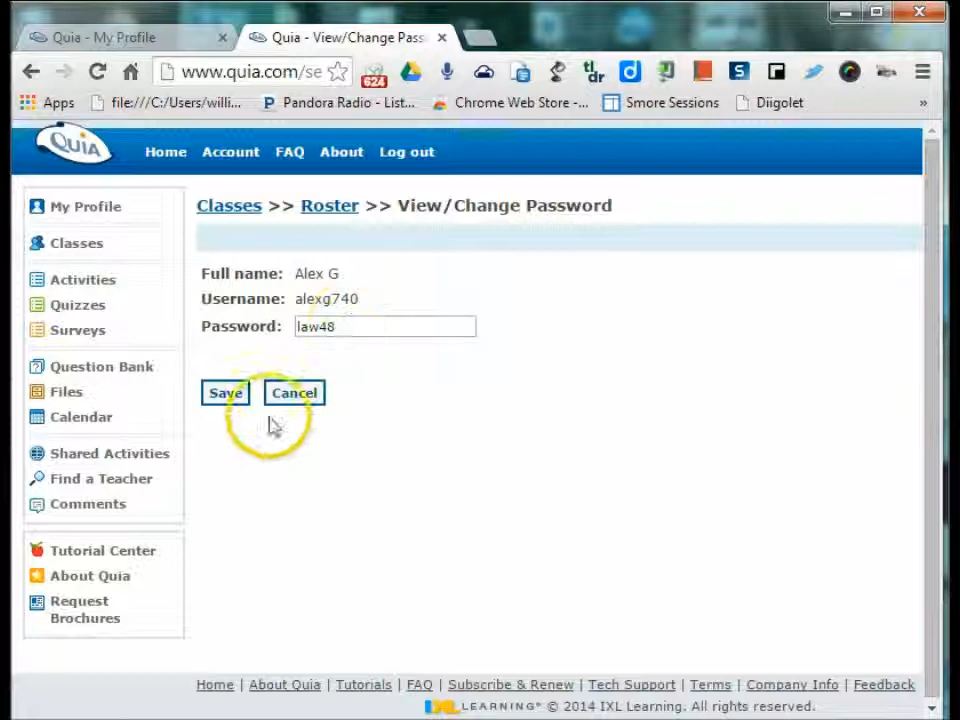 Quia - My Profile
Quia - View/Change Pass
www.quia.com/se
624
tl;
dr
d
S
Apps
file:///C:/Users/willi...
Pandora Radio - List...
Chrome Web Store -...
Smore Sessions
Diigolet
»
QUIA
Home
Account
FAQ
About
Log out
My Profile
Classes
Activities
Quizzes
Surveys
Question Bank
Files
Calendar
Shared Activities
Find a Teacher
Comments
Tutorial Center
About Quia
Request
Brochures
Classes >> Roster >> View/Change Password
Full name: Alex G
Username: alexg740
Password: law48
Save
Cancel
Home | About Quia | Tutorials | FAQ | Subscribe & Renew | Tech Support | Terms | Company Info | Feedback
IXL LEARNING® © 2014 IXL Learning. All rights reserved.